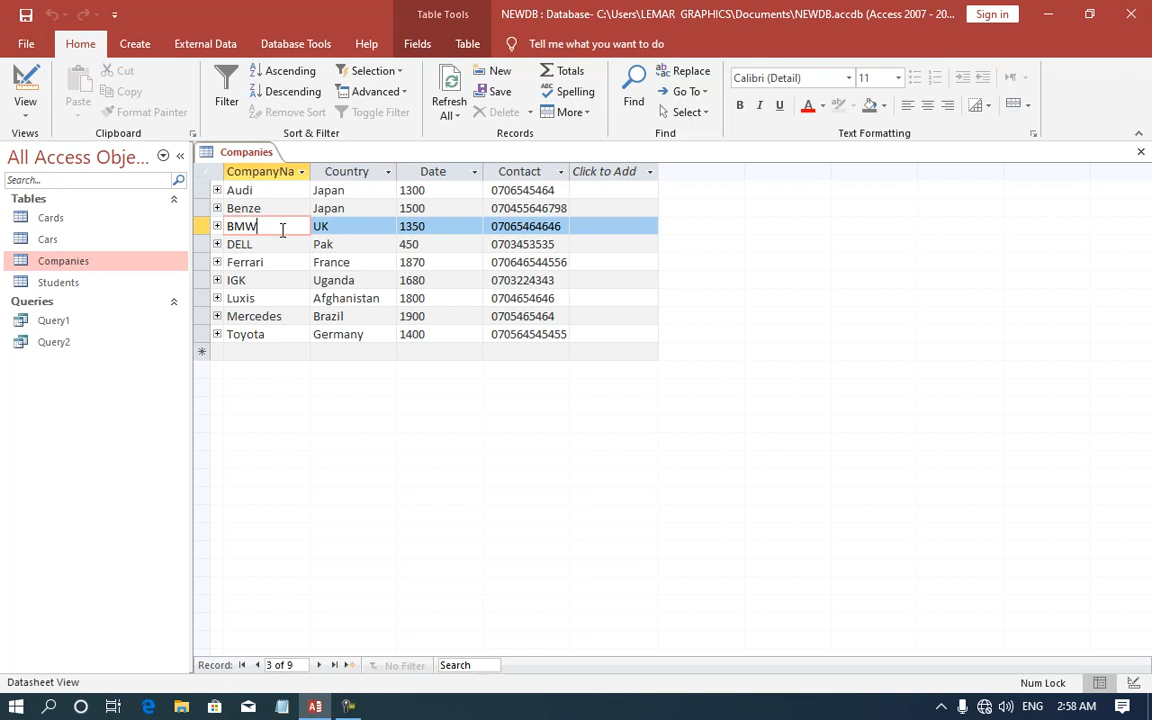 Table Tools
NEWDB : Database- C:\Users\LEMAR GRAPHICS\Documents\NEWDB.accdb (Access 2007 - 20...
Sign in
File Home Create External Data Database Tools Help Fields Table Tell me what you want to do
View
Views
Paste
Cut
Copy
Format Painter
Clipboard
Filter
Ascending
Descending
Remove Sort
Selection
Advanced
Toggle Filter
Sort & Filter
Refresh
All
New
Save
Delete
Totals
Spelling
More
Records
Find
Replace
Go To
Select
Find
Calibri (Detail) 11
B I U A
Text Formatting
All Access Obje...
Search...
Tables
Cards
Cars
Companies
Students
Queries
Query1
Query2
Companies
CompanyNa Country Date Contact Click to Add
Audi Japan 1300 0706545464
Benze Japan 1500 070455646798
BMW UK 1350 07065464646
DELL Pak 450 0703453535
Ferrari France 1870 070646544556
IGK Uganda 1680 0703224343
Luxis Afghanistan 1800 0704654646
Mercedes Brazil 1900 0705465464
Toyota Germany 1400 070564545455
Record: 3 of 9 No Filter Search
Datasheet View
Num Lock
ENG 2:58 AM